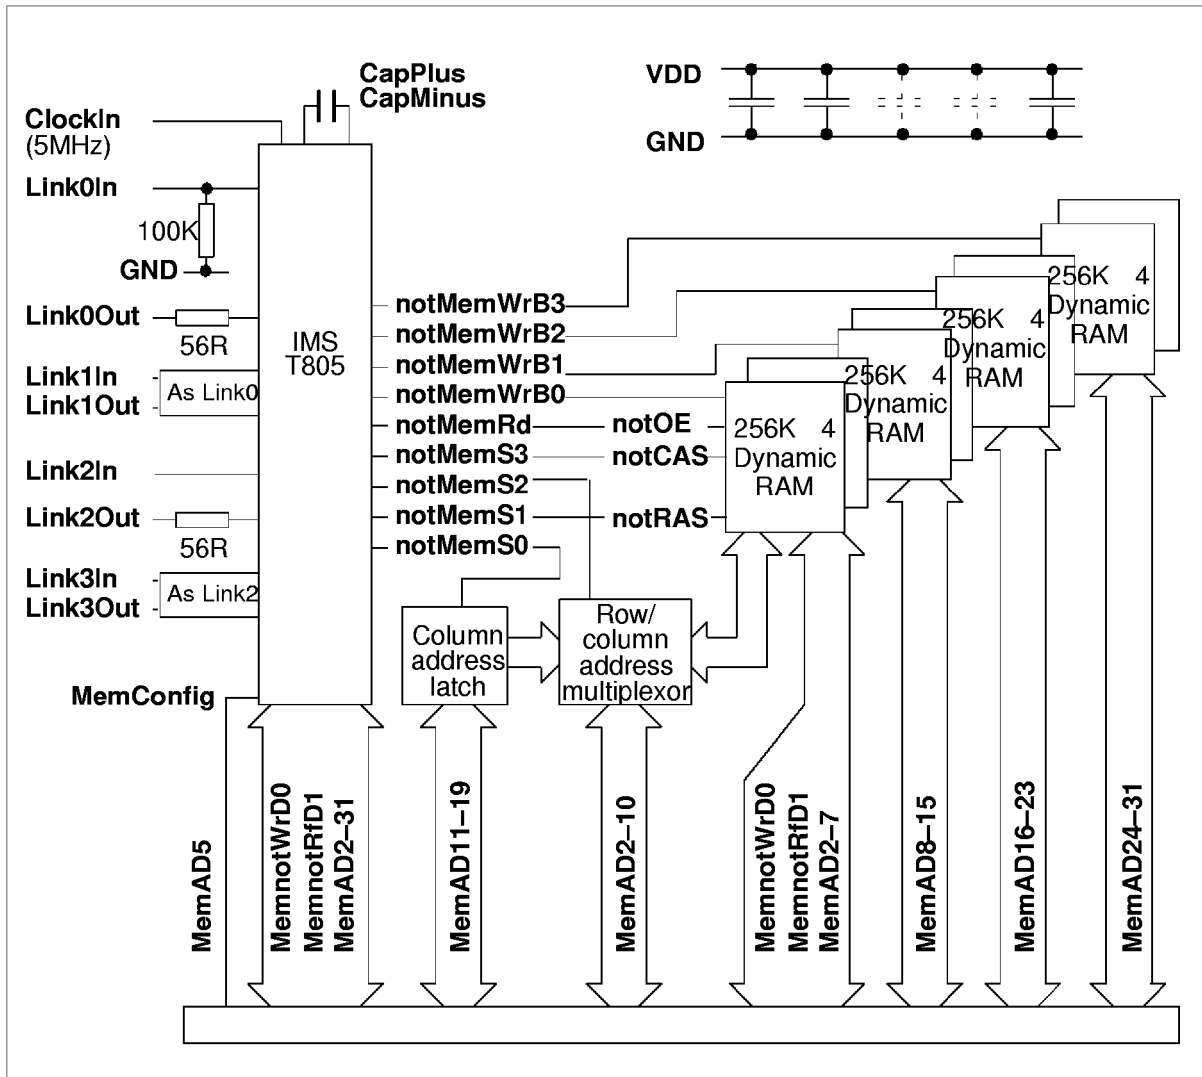 CapPlus
CapMinus
VDD
GND
ClockIn
(5MHz)
Link0In
100K
GND
Link0Out
56R
Link1In
Link1Out
As Link0
Link2In
Link2Out
56R
Link3In
Link3Out
As Link2
MemConfig
IMS
T805
notMemWrB3
notMemWrB2
notMemWrB1
notMemWrB0
notMemRd
notMemS3
notMemS2
notMemS1
notMemS0
notOE
notCAS
notRAS
256K 4
Dynamic
RAM
256K 4
Dynamic
RAM
256K 4
Dynamic
RAM
256K 4
Dynamic
RAM
Column
address
latch
Row/
column
address
multiplexor
MemAD5
MemnotWrD0
MemnotRfD1
MemAD2–31
MemAD11–19
MemAD2–10
MemnotWrD0
MemnotRfD1
MemAD2–7
MemAD8–15
MemAD16–23
MemAD24–31